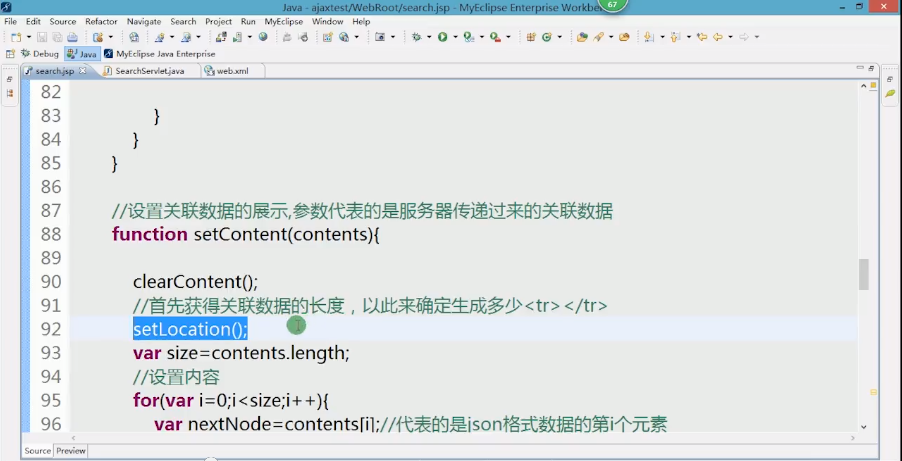 Java - ajaxtest/WebRoot/search.jsp - MyEclipse Enterprise Workben
67
File Edit Source Refactor Navigate Search Project Run MyEclipse Window Help
Debug Java MyEclipse Java Enterprise
search.jsp SearchServlet.java web.xml
82
83 }
84 }
85 }
86
87 //设置关联数据的展示,参数代表的是服务器传递过来的关联数据
88 function setContent(contents){
89
90 clearContent();
91 //首先获得关联数据的长度，以此来确定生成多少<tr></tr>
92 setLocation();
93 var size=contents.length;
94 //设置内容
95 for(var i=0;i<size;i++){
96 var nextNode=contents[i];//代表的是json格式数据的第i个元素
Source Preview